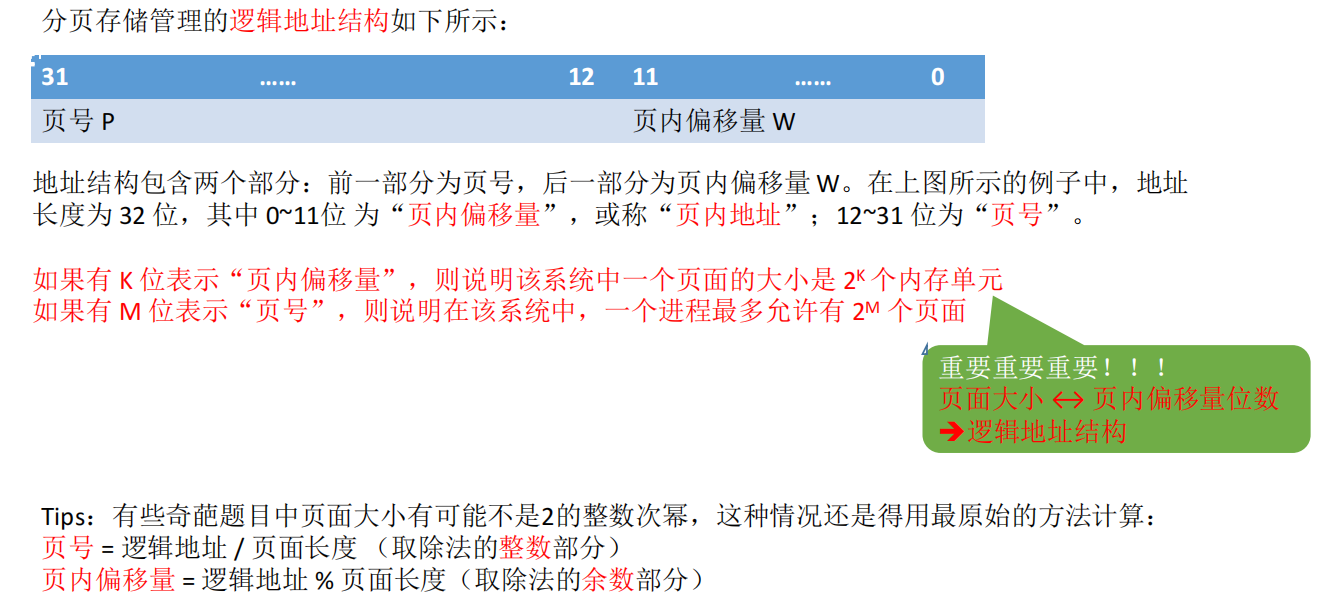 分页存储管理的逻辑地址结构如下所示：
31 …… 12 11 …… 0
页号 P 页内偏移量 W
地址结构包含两个部分：前一部分为页号，后一部分为页内偏移量 W。在上图所示的例子中，地址
长度为 32 位，其中 0~11位 为“页内偏移量”，或称“页内地址”；12~31 位为“页号”。
如果有 K 位表示“页内偏移量”，则说明该系统中一个页面的大小是 2ᴷ 个内存单元
如果有 M 位表示“页号”，则说明在该系统中，一个进程最多允许有 2ᴹ 个页面
重要重要重要！！！
页面大小 ↔ 页内偏移量位数
➔逻辑地址结构
Tips：有些奇葩题目中页面大小有可能不是2的整数次幂，这种情况还是得用最原始的方法计算：
页号 = 逻辑地址 / 页面长度 （取除法的整数部分）
页内偏移量 = 逻辑地址 % 页面长度（取除法的余数部分）